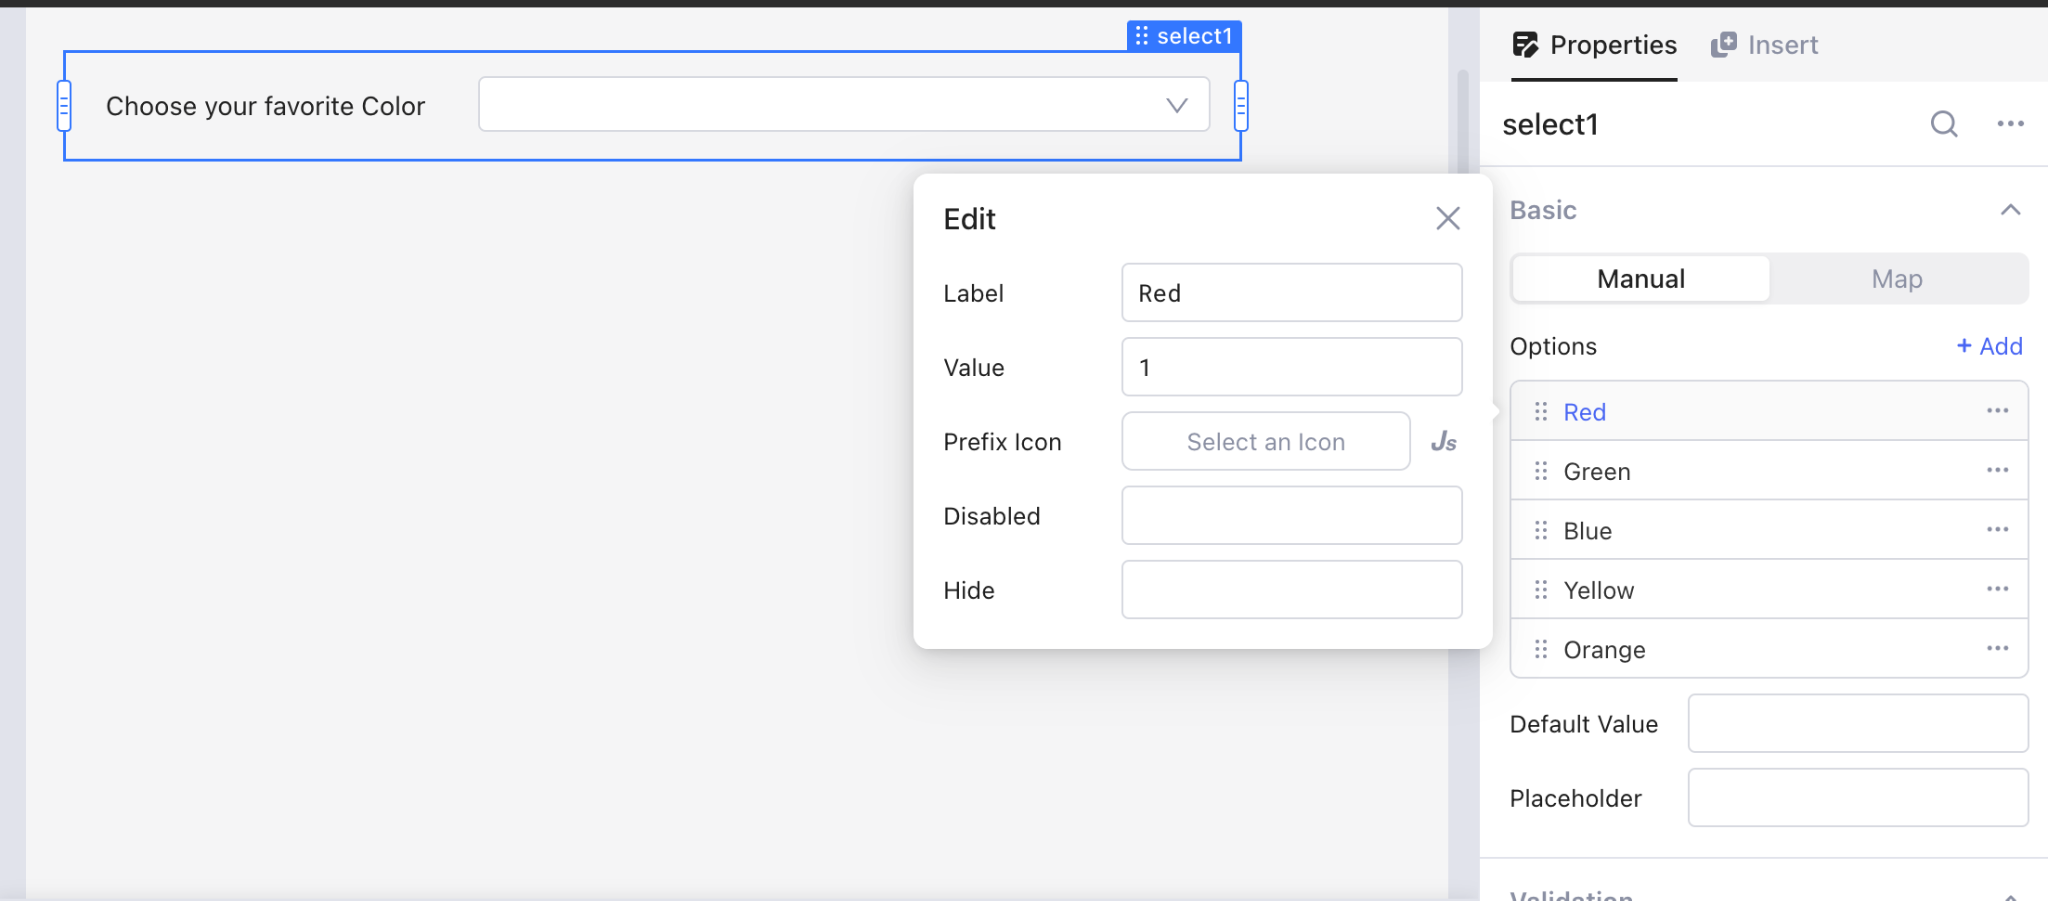 select1
Choose your favorite Color
Edit
Label
Red
Value
1
Prefix Icon
Select an Icon
Js
Disabled
Hide
Properties
Insert
select1
Basic
Manual
Map
Options
+ Add
Red
Green
Blue
Yellow
Orange
Default Value
Placeholder
Validation